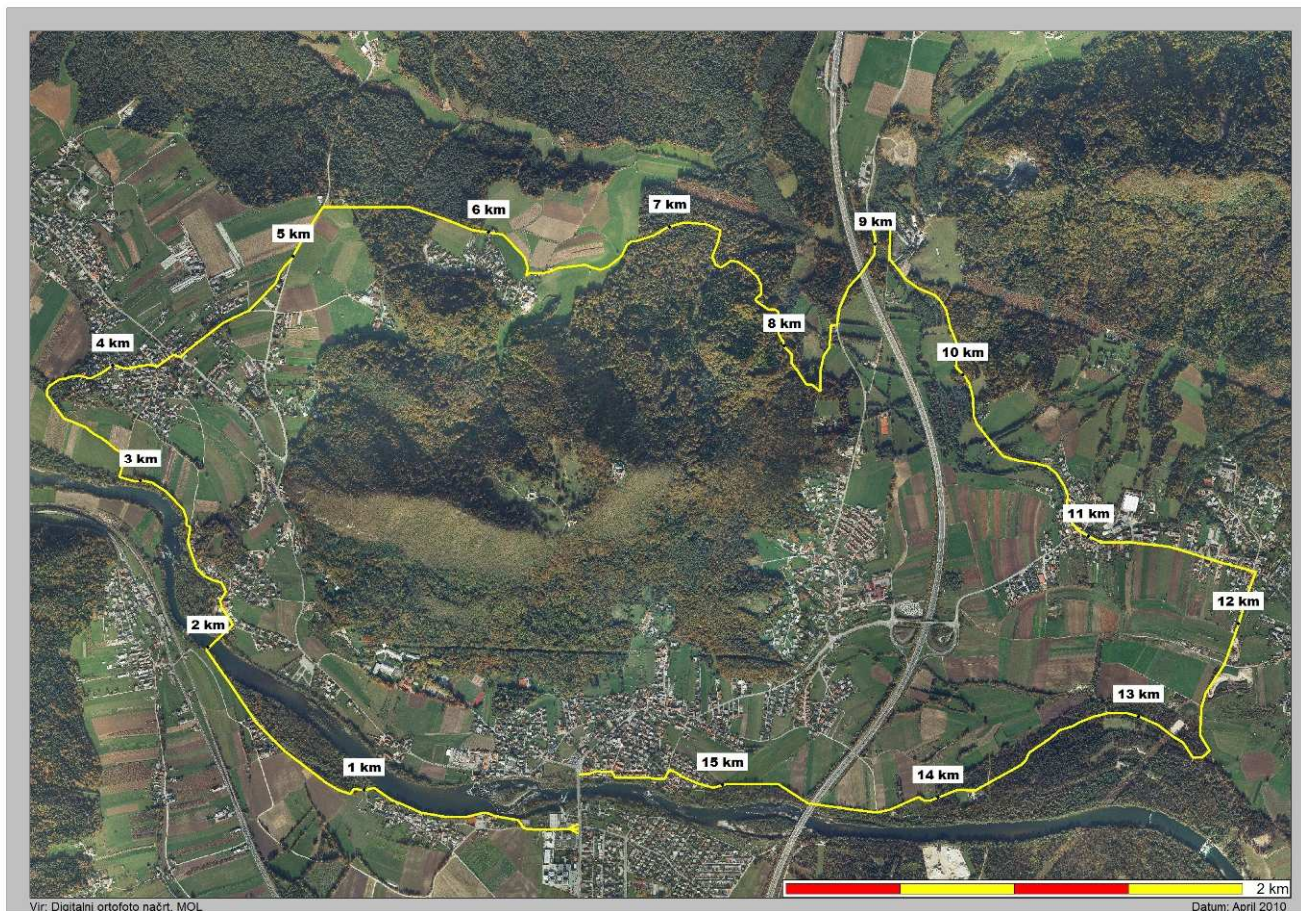 9 km
7 km
6 km
5 km
8 km
4 km
10 km
3 km
11 km
12 km
2 km
13 km
1 km
15 km
14 km
2 km
Vir: Digitalni ortofoto načrt, MOL
Datum: April 2010